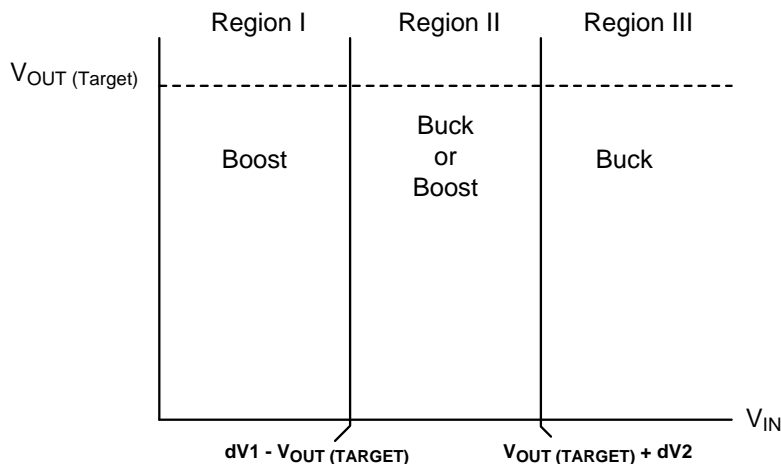 Region I Region II Region III
VOUT (Target)
Boost
Buck
or
Boost
Buck
VIN
dV1 - VOUT (TARGET)
VOUT (TARGET) + dV2